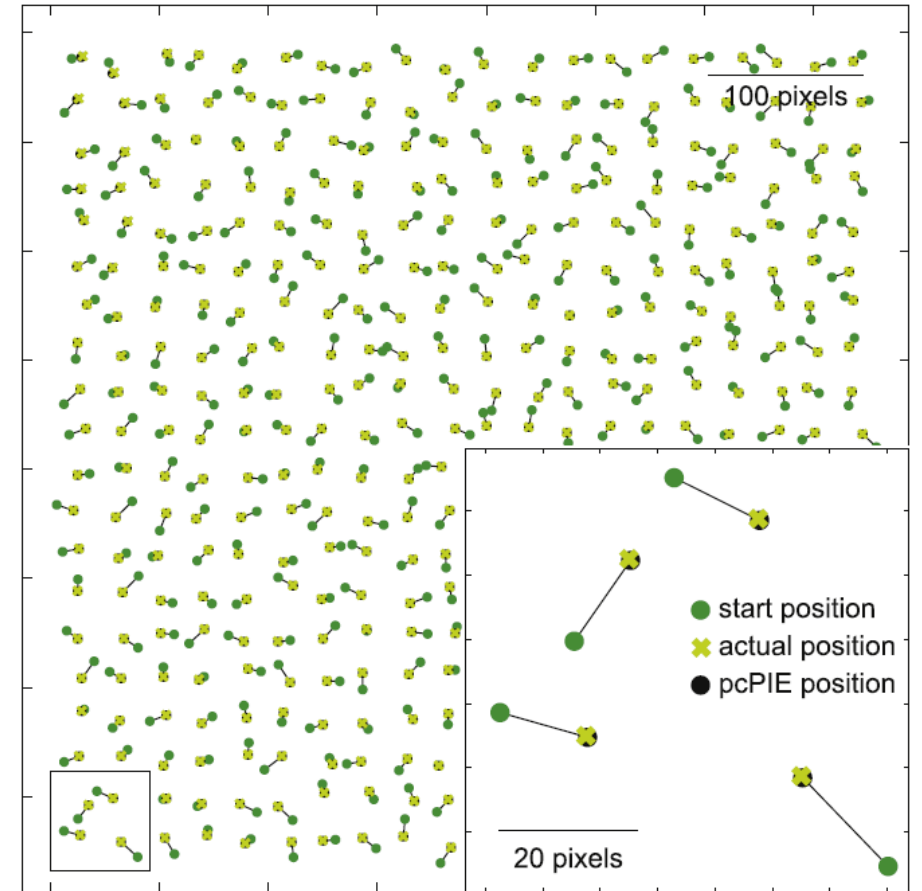 100 pixels
start position
actual position
pcPIE position
20 pixels